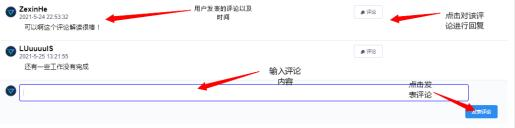 ZexinHe
2021-5-24 22:53:32
可以啊这个评论解读很棒！
用户发表的评论以及
时间
评论
点击对该评
论进行回复
LUuuuulS
2021-5-25 13:21:55
还有一些工作没有完成
评论
输入评论
内容
点击发
表评论
发表评论